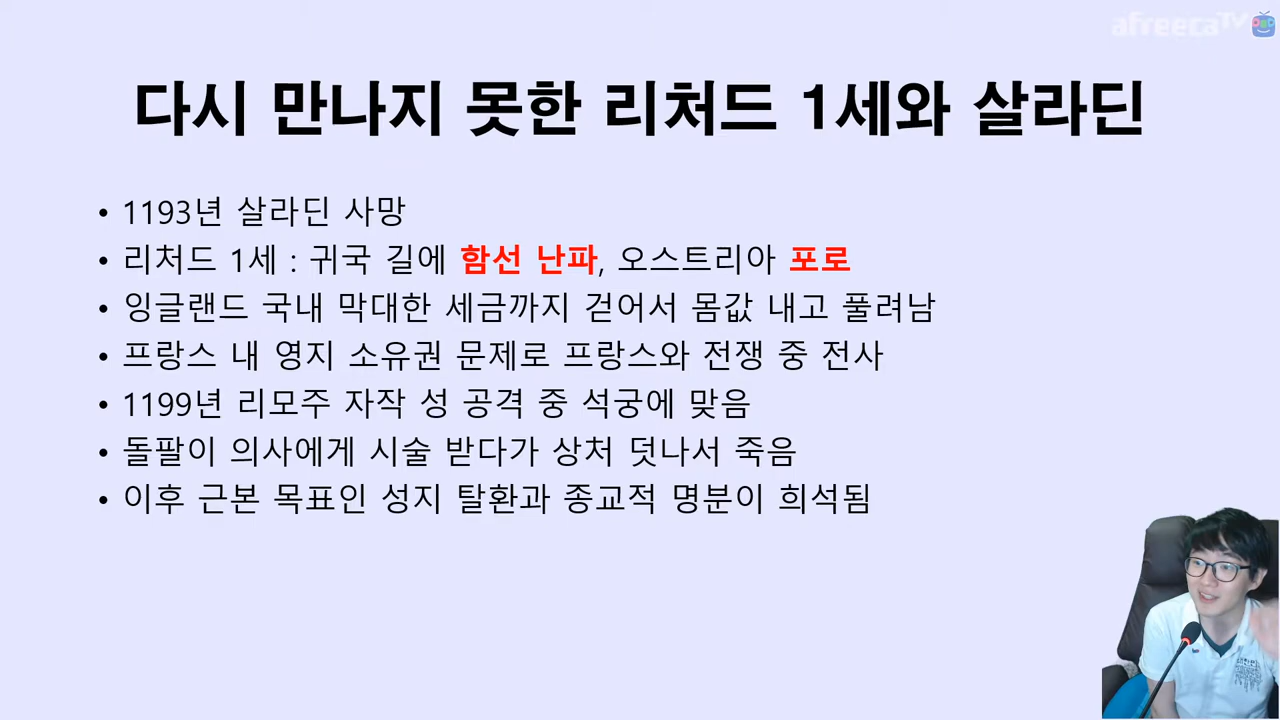 afreecaTV
다시 만나지 못한 리처드 1세와 살라딘
• 1193년 살라딘 사망
• 리처드 1세 : 귀국 길에 함선 난파, 오스트리아 포로
• 잉글랜드 국내 막대한 세금까지 걷어서 몸값 내고 풀려남
• 프랑스 내 영지 소유권 문제로 프랑스와 전쟁 중 전사
• 1199년 리모주 자작 성 공격 중 석궁에 맞음
• 돌팔이 의사에게 시술 받다가 상처 덧나서 죽음
• 이후 근본 목표인 성지 탈환과 종교적 명분이 희석됨